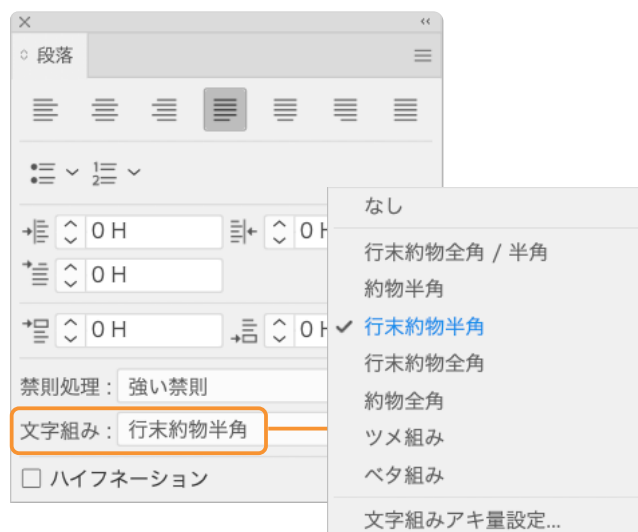 段落
1
2
0 H
0 H
0 H
0 H
0 H
禁則処理 : 強い禁則
文字組み : 行末約物半角
ハイフネーション
なし
行末約物全角 / 半角
約物半角
行末約物半角
行末約物全角
約物全角
ツメ組み
ベタ組み
文字組みアキ量設定...